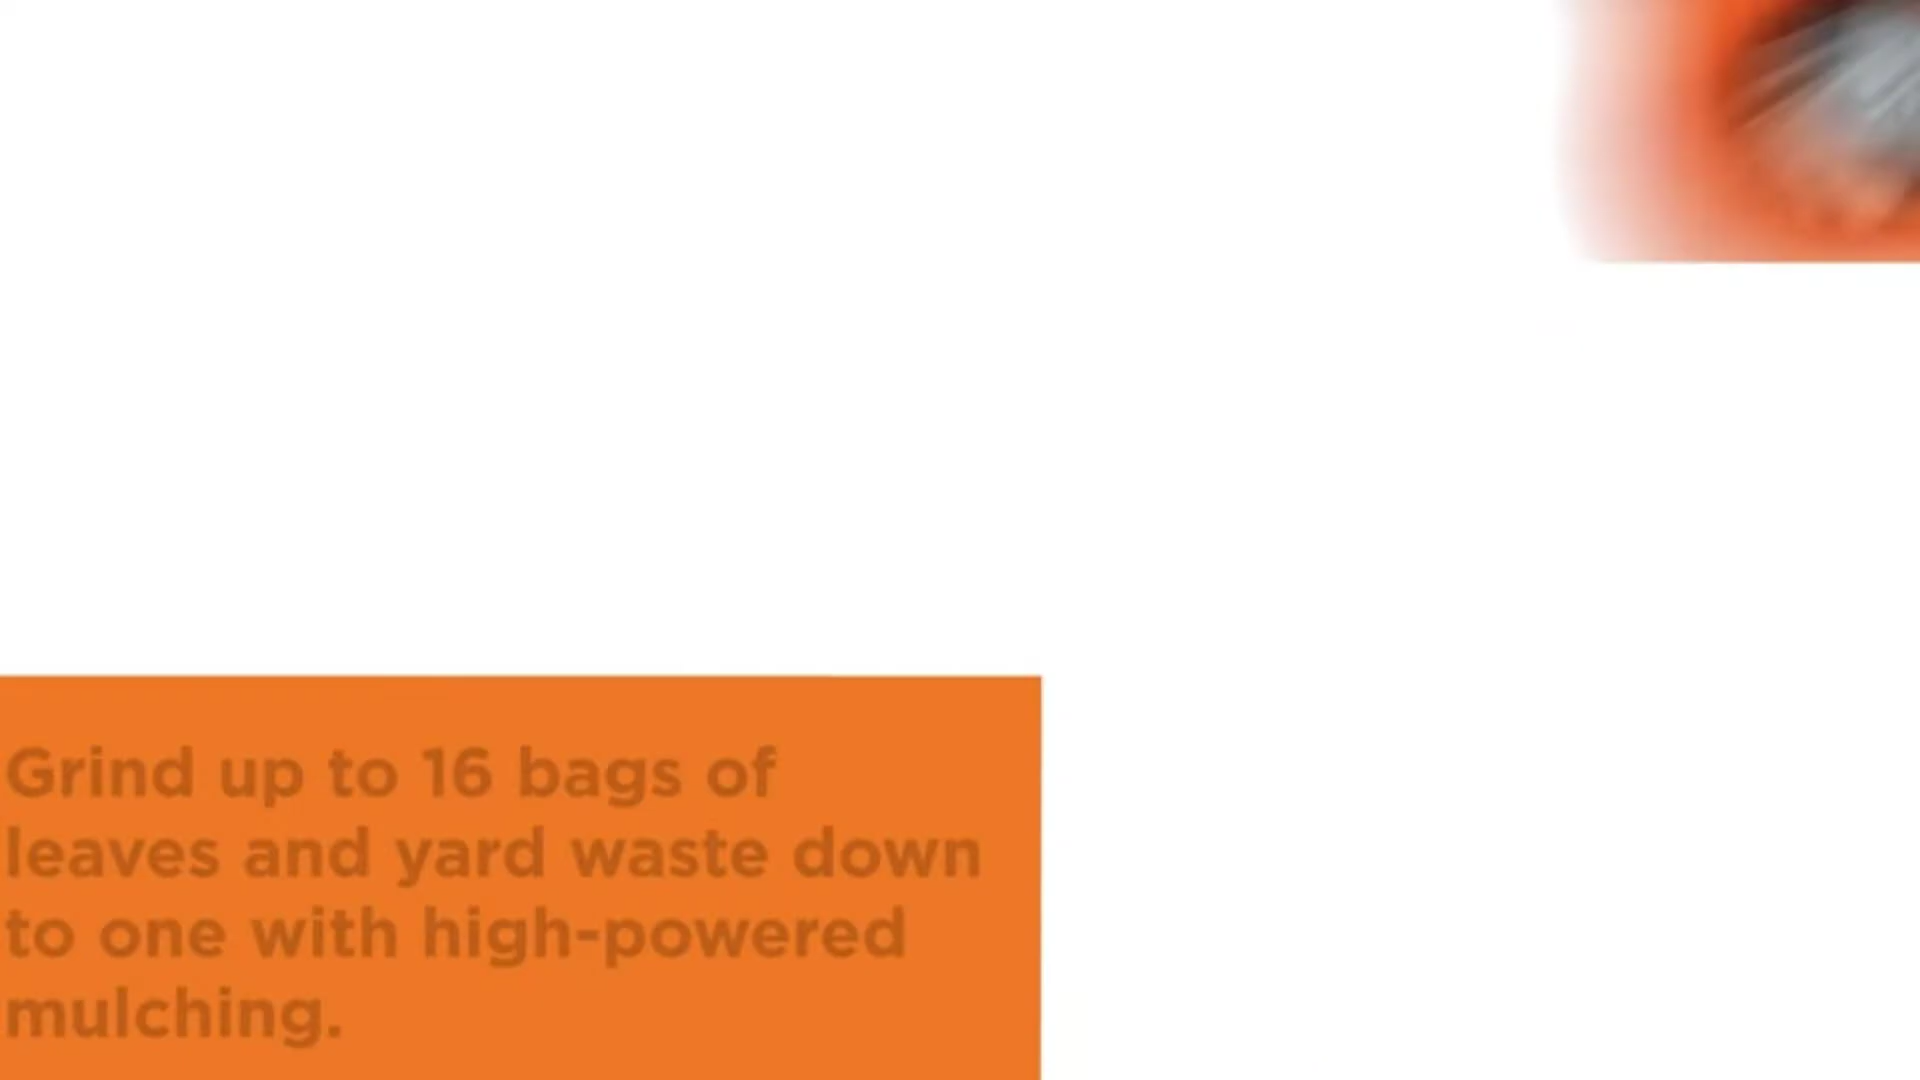 Grind up to 16 bags of
leaves and yard waste down
to one with high-powered
mulching.